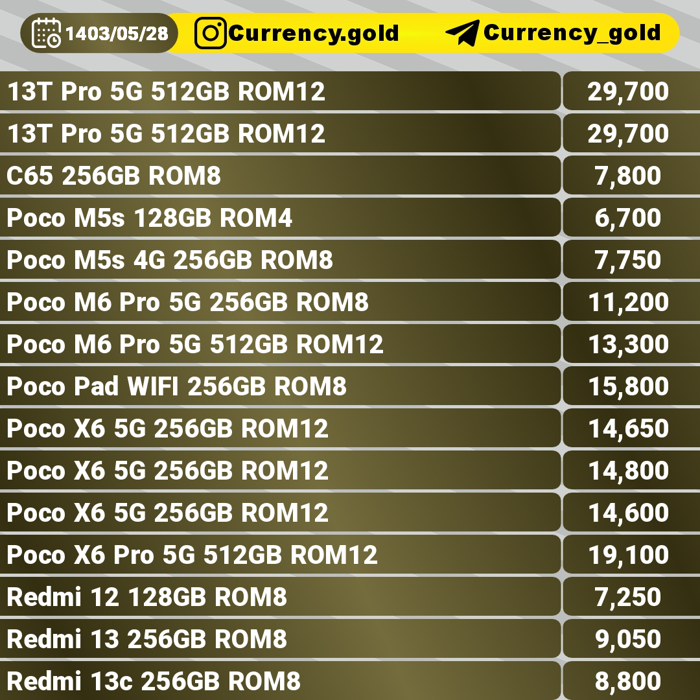 1403/05/28 Currency.gold Currency_gold
13T Pro 5G 512GB ROM12 29,700
13T Pro 5G 512GB ROM12 29,700
C65 256GB ROM8 7,800
Poco M5s 128GB ROM4 6,700
Poco M5s 4G 256GB ROM8 7,750
Poco M6 Pro 5G 256GB ROM8 11,200
Poco M6 Pro 5G 512GB ROM12 13,300
Poco Pad WIFI 256GB ROM8 15,800
Poco X6 5G 256GB ROM12 14,650
Poco X6 5G 256GB ROM12 14,800
Poco X6 5G 256GB ROM12 14,600
Poco X6 Pro 5G 512GB ROM12 19,100
Redmi 12 128GB ROM8 7,250
Redmi 13 256GB ROM8 9,050
Redmi 13c 256GB ROM8 8,800